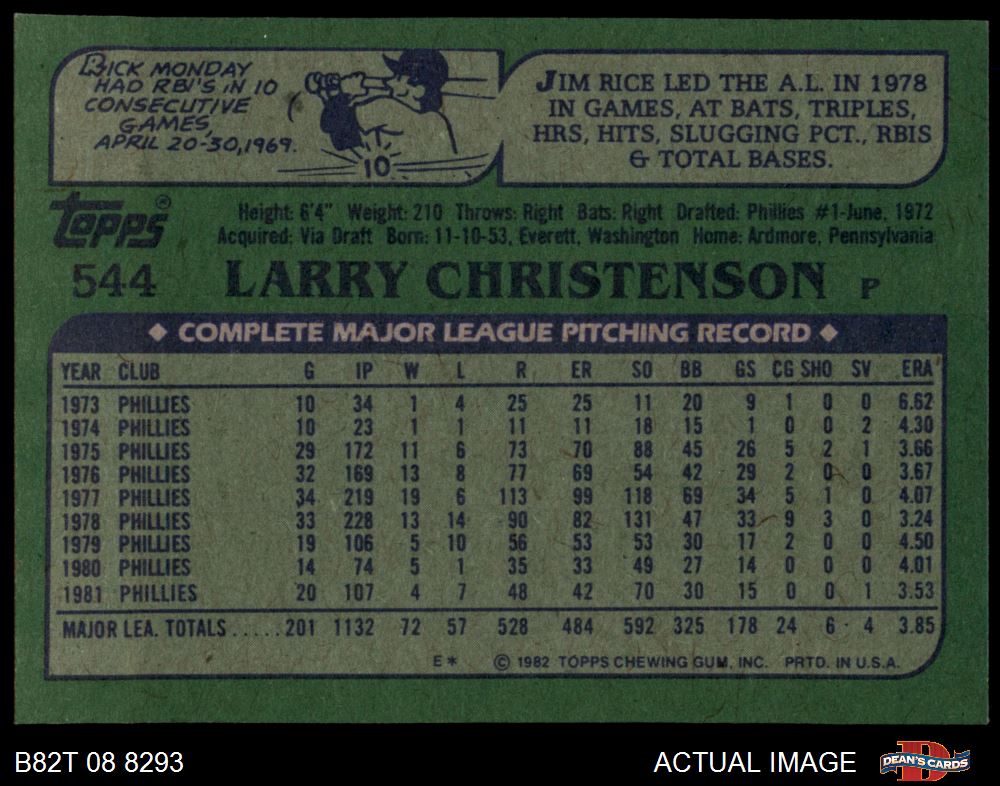 RICK MONDAY
HAD RBI'S IN 10
CONSECUTIVE
GAMES,
APRIL 20-30, 1969.
10
JIM RICE LED THE A.L. IN 1978
IN GAMES, AT BATS, TRIPLES,
HRS, HITS, SLUGGING PCT., RBIS
& TOTAL BASES.
TOPPS®
Height: 6'4" Weight: 210 Throws: Right Bats: Right Drafted: Phillies #1-June, 1972
Acquired: Via Draft Born: 11-10-53, Everett, Washington Home: Ardmore, Pennsylvania
544 LARRY CHRISTENSON P
◆ COMPLETE MAJOR LEAGUE PITCHING RECORD ◆
YEAR CLUB G IP W L R ER SO BB GS CG SHO SV ERA
1973 PHILLIES 10 34 1 4 25 25 11 20 9 1 0 0 6.62
1974 PHILLIES 10 23 1 1 11 11 18 15 1 0 0 2 4.30
1975 PHILLIES 29 172 11 6 73 70 88 45 26 5 2 1 3.66
1976 PHILLIES 32 169 13 8 77 69 54 42 29 2 0 0 3.67
1977 PHILLIES 34 219 19 6 113 99 118 69 34 5 1 0 4.07
1978 PHILLIES 33 228 13 14 90 82 131 47 33 9 3 0 3.24
1979 PHILLIES 19 106 5 10 56 53 53 30 17 2 0 0 4.50
1980 PHILLIES 14 74 5 1 35 33 49 27 14 0 0 0 4.01
1981 PHILLIES 20 107 4 7 48 42 70 30 15 0 0 1 3.53
MAJOR LEA. TOTALS.....201 1132 72 57 528 484 592 325 178 24 6 4 3.85
E* © 1982 TOPPS CHEWING GUM, INC. PRTD. IN U.S.A.
B82T 08 8293 ACTUAL IMAGE DEAN'S CARDS